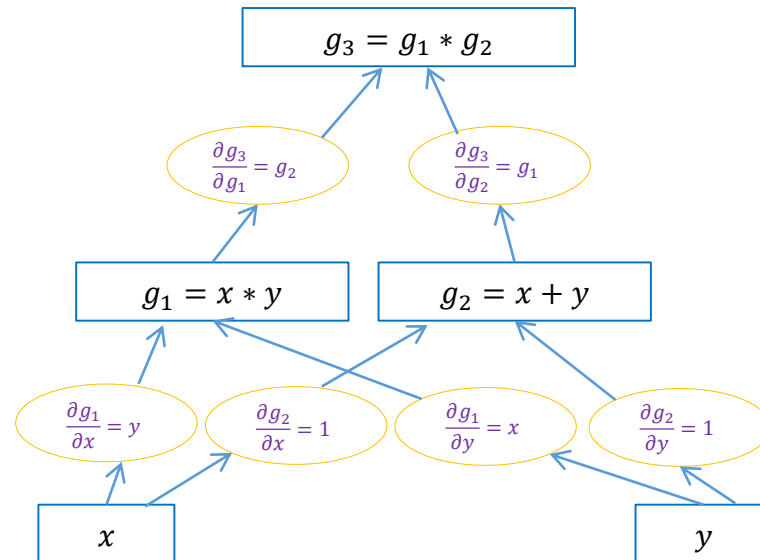 g₃ = g₁ * g₂
∂g₃/∂g₁ = g₂
∂g₃/∂g₂ = g₁
g₁ = x * y
g₂ = x + y
∂g₁/∂x = y
∂g₂/∂x = 1
∂g₁/∂y = x
∂g₂/∂y = 1
x
y